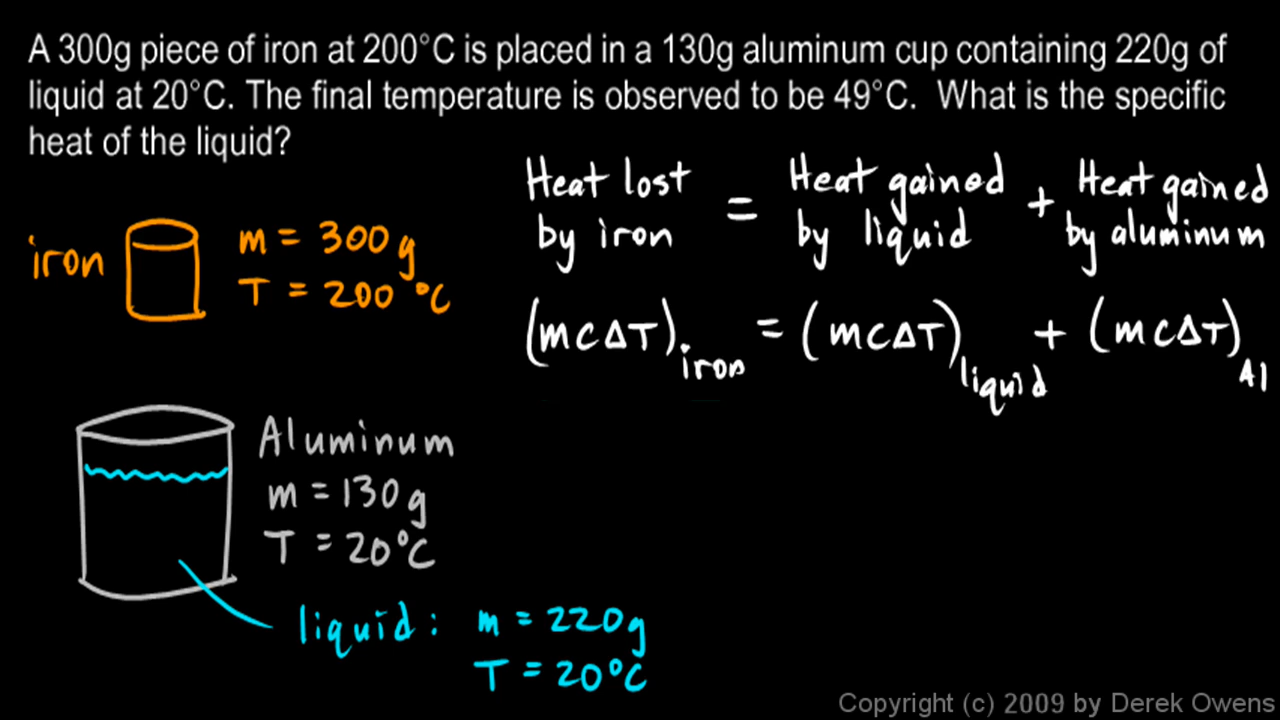 A 300g piece of iron at 200°C is placed in a 130g aluminum cup containing 220g of
liquid at 20°C. The final temperature is observed to be 49°C. What is the specific
heat of the liquid?
Heat lost by iron = Heat gained by liquid + Heat gained by aluminum
(mcΔT)iron = (mcΔT)liquid + (mcΔT)Al
iron
m = 300 g
T = 200 °C
Aluminum
m = 130 g
T = 20°C
liquid: m = 220 g
T = 20°C
Copyright (c) 2009 by Derek Owens